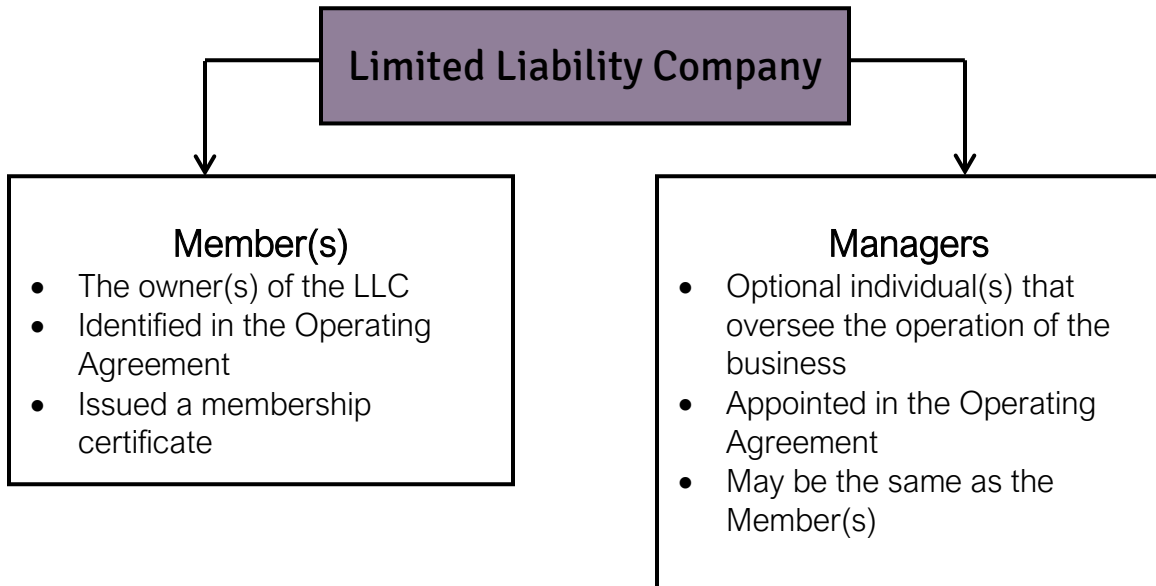 Limited Liability Company
Member(s)
• The owner(s) of the LLC
• Identified in the Operating
Agreement
• Issued a membership
certificate
Managers
• Optional individual(s) that
oversee the operation of the
business
• Appointed in the Operating
Agreement
• May be the same as the
Member(s)